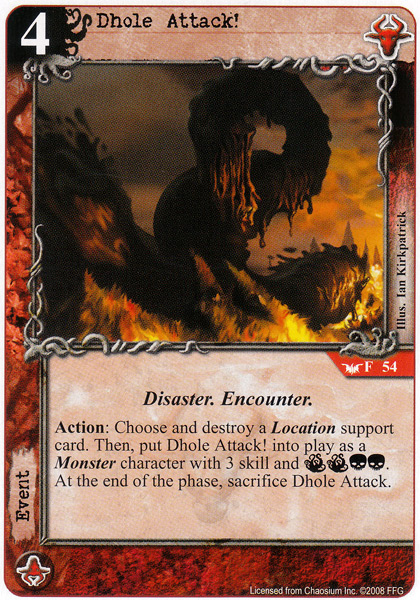 4
Dhole Attack!
Illus. Ian Kirkpatrick
F 54
Disaster. Encounter.
Action: Choose and destroy a Location support
card. Then, put Dhole Attack! into play as a
Monster character with 3 skill and .
At the end of the phase, sacrifice Dhole Attack.
Event
Licensed from Chaosium Inc. ©2008 FFG